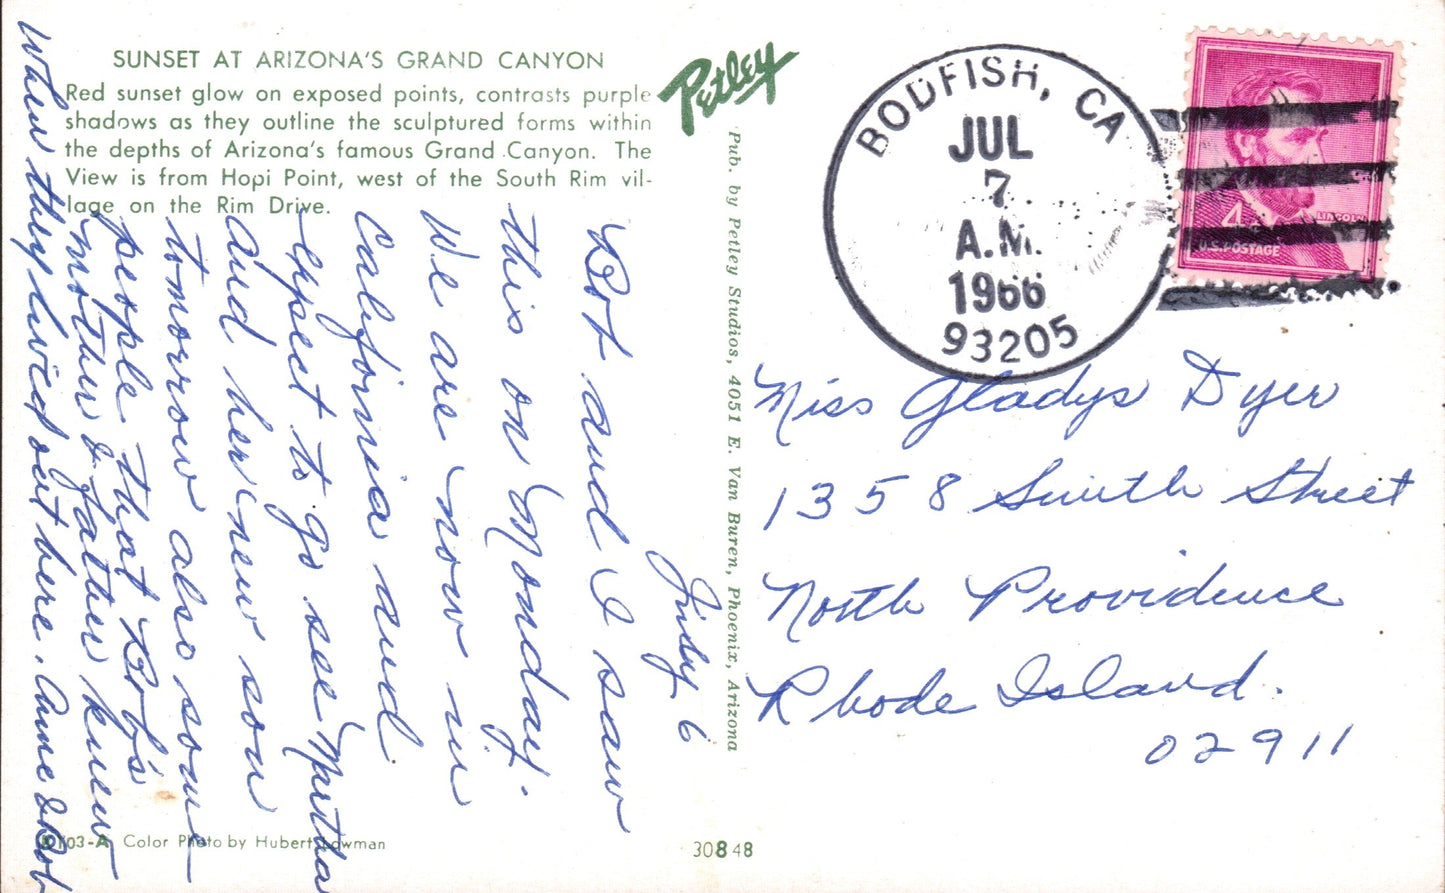 SUNSET AT ARIZONA'S GRAND CANYON
Red sunset glow on exposed points, contrasts purple
shadows as they outline the sculptured forms within
the depths of Arizona's famous Grand Canyon. The
View is from Hopi Point, west of the South Rim vil-
lage on the Rim Drive.
Petley
Pub. by Petley Studios, 4051 E. Van Buren, Phoenix, Arizona
BODFISH, CA
JUL
7
A.M.
1966
93205
4¢
LINCOLN
U.S. POSTAGE
July 6
Bob and I saw
this on Monday.
We are now in
California and
expect to go see Martha
and her new son
tomorrow also some
people that Bob's
mother & father knew
when they lived out here. Anne & Bob
Miss Gladys Dyer
1358 Smith Street
North Providence
Rhode Island.
02911
03-A Color Photo by Hubert Lowman
30848